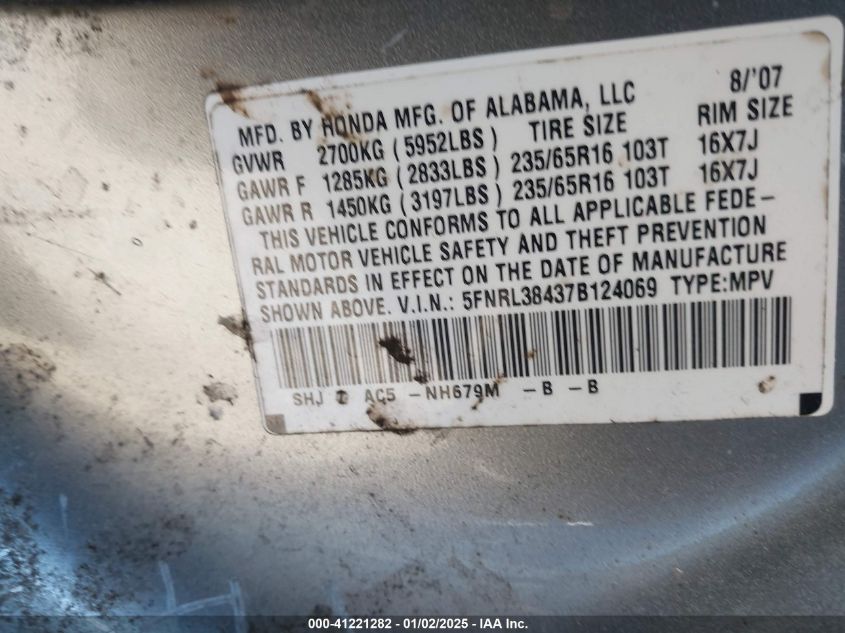 MFD. BY HONDA MFG. OF ALABAMA, LLC 8/'07
GVWR 2700KG (5952LBS) TIRE SIZE RIM SIZE
GAWR F 1285KG (2833LBS) 235/65R16 103T 16X7J
GAWR R 1450KG (3197LBS) 235/65R16 103T 16X7J
THIS VEHICLE CONFORMS TO ALL APPLICABLE FEDE-
RAL MOTOR VEHICLE SAFETY AND THEFT PREVENTION
STANDARDS IN EFFECT ON THE DATE OF MANUFACTURE
SHOWN ABOVE. V.I.N.: 5FNRL38437B124069 TYPE:MPV
SHJ AC5 -NH679M -B -B
000-41221282 - 01/02/2025 - IAA Inc.